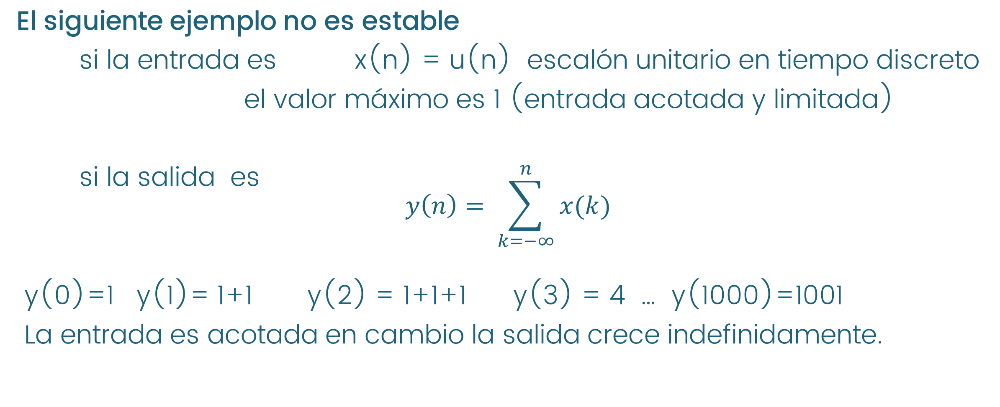 El siguiente ejemplo no es estable
si la entrada es x(n) = u(n) escalón unitario en tiempo discreto
el valor máximo es 1 (entrada acotada y limitada)
si la salida es
n
y(n) = ∑ x(k)
k=−∞
y(0)=1 y(1)= 1+1 y(2) = 1+1+1 y(3) = 4 ... y(1000)=1001
La entrada es acotada en cambio la salida crece indefinidamente.